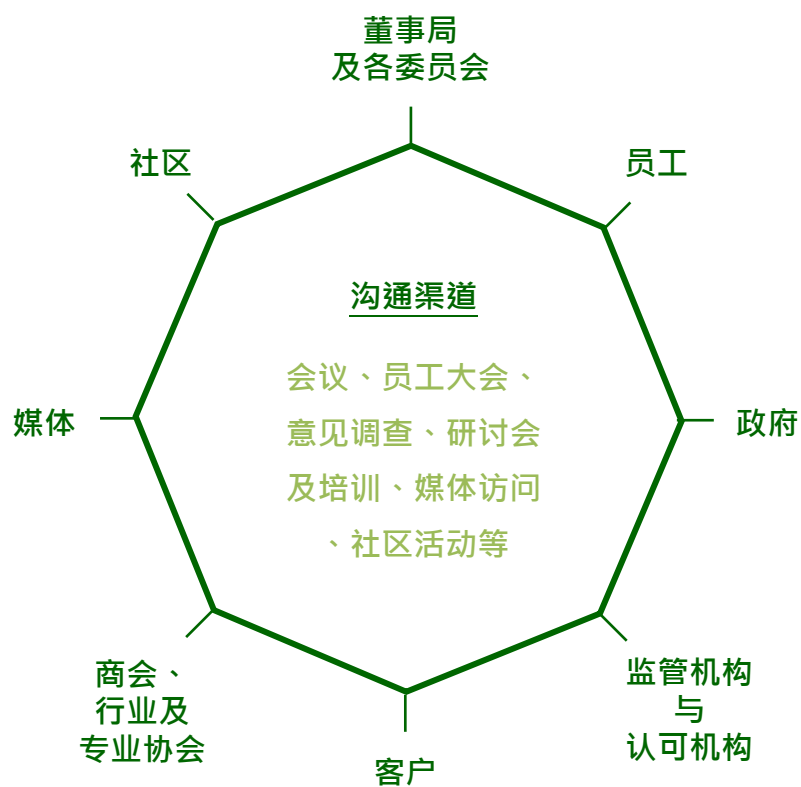 董事局
及各委员会
社区
员工
沟通渠道
会议、员工大会、
意见调查、研讨会
及培训、媒体访问
、社区活动等
媒体
政府
商会、
行业及
专业协会
客户
监管机构
与
认可机构